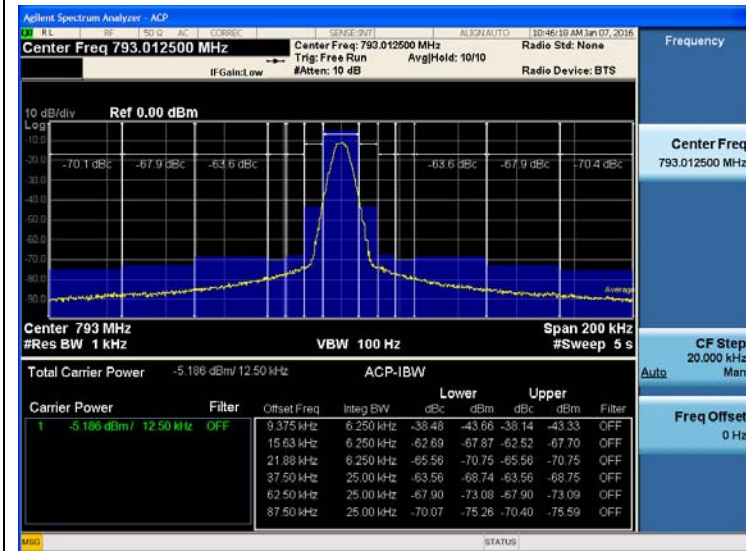 Agilent Spectrum Analyzer - ACP
RL RF 50 Ω AC CORREC SENSE:INT ALIGN AUTO 10:46:18 AM Jan 07, 2016
Center Freq 793.012500 MHz
Center Freq: 793.012500 MHz
Radio Std: None
Trig: Free Run Avg|Hold: 10/10
IFGain:Low #Atten: 10 dB Radio Device: BTS
Frequency
10 dB/div Ref 0.00 dBm
Log
-10.0
-20.0
-70.1 dBc -67.9 dBc -63.6 dBc -63.6 dBc -67.9 dBc -70.4 dBc
-30.0
-40.0
-50.0
-60.0
-70.0
-80.0
Average
-90.0
Center Freq
793.012500 MHz
Center 793 MHz Span 200 kHz
#Res BW 1 kHz VBW 100 Hz #Sweep 5 s
CF Step
20.000 kHz
Auto Man
Freq Offset
0 Hz
Total Carrier Power -5.186 dBm/ 12.50 kHz ACP-IBW
Lower Upper
Carrier Power Filter Offset Freq Integ BW dBc dBm dBc dBm Filter
1 -5.186 dBm / 12.50 kHz OFF 9.375 kHz 6.250 kHz -38.48 -43.66 -38.14 -43.33 OFF
15.63 kHz 6.250 kHz -62.69 -67.87 -62.52 -67.70 OFF
21.88 kHz 6.250 kHz -65.56 -70.75 -65.56 -70.75 OFF
37.50 kHz 25.00 kHz -63.56 -68.74 -63.56 -68.75 OFF
62.50 kHz 25.00 kHz -67.90 -73.08 -67.90 -73.09 OFF
87.50 kHz 25.00 kHz -70.07 -75.26 -70.40 -75.59 OFF
MSG STATUS